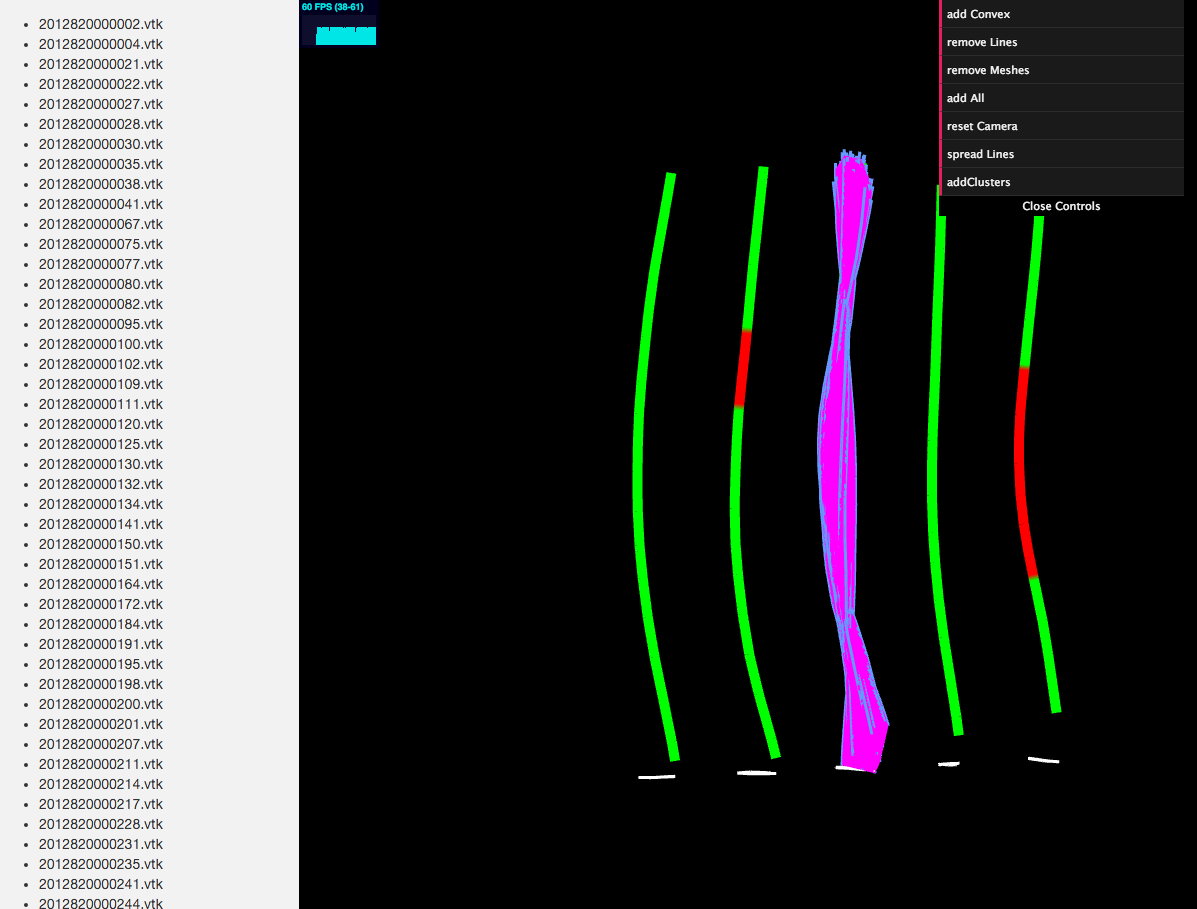 2012820000002.vtk
2012820000004.vtk
2012820000021.vtk
2012820000022.vtk
2012820000027.vtk
2012820000028.vtk
2012820000030.vtk
2012820000035.vtk
2012820000038.vtk
2012820000041.vtk
2012820000067.vtk
2012820000075.vtk
2012820000077.vtk
2012820000080.vtk
2012820000082.vtk
2012820000095.vtk
2012820000100.vtk
2012820000102.vtk
2012820000109.vtk
2012820000111.vtk
2012820000120.vtk
2012820000125.vtk
2012820000130.vtk
2012820000132.vtk
2012820000134.vtk
2012820000141.vtk
2012820000150.vtk
2012820000151.vtk
2012820000164.vtk
2012820000172.vtk
2012820000184.vtk
2012820000191.vtk
2012820000195.vtk
2012820000198.vtk
2012820000200.vtk
2012820000201.vtk
2012820000207.vtk
2012820000211.vtk
2012820000214.vtk
2012820000217.vtk
2012820000228.vtk
2012820000231.vtk
2012820000235.vtk
2012820000241.vtk
2012820000244.vtk
60 FPS (38-61)
add Convex
remove Lines
remove Meshes
add All
reset Camera
spread Lines
addClusters
Close Controls